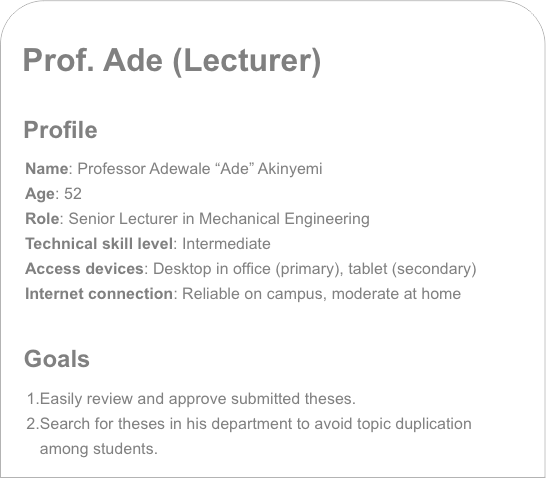 Prof. Ade (Lecturer)
Profile
Name: Professor Adewale “Ade” Akinyemi
Age: 52
Role: Senior Lecturer in Mechanical Engineering
Technical skill level: Intermediate
Access devices: Desktop in office (primary), tablet (secondary)
Internet connection: Reliable on campus, moderate at home
Goals
1.Easily review and approve submitted theses.
2.Search for theses in his department to avoid topic duplication
among students.